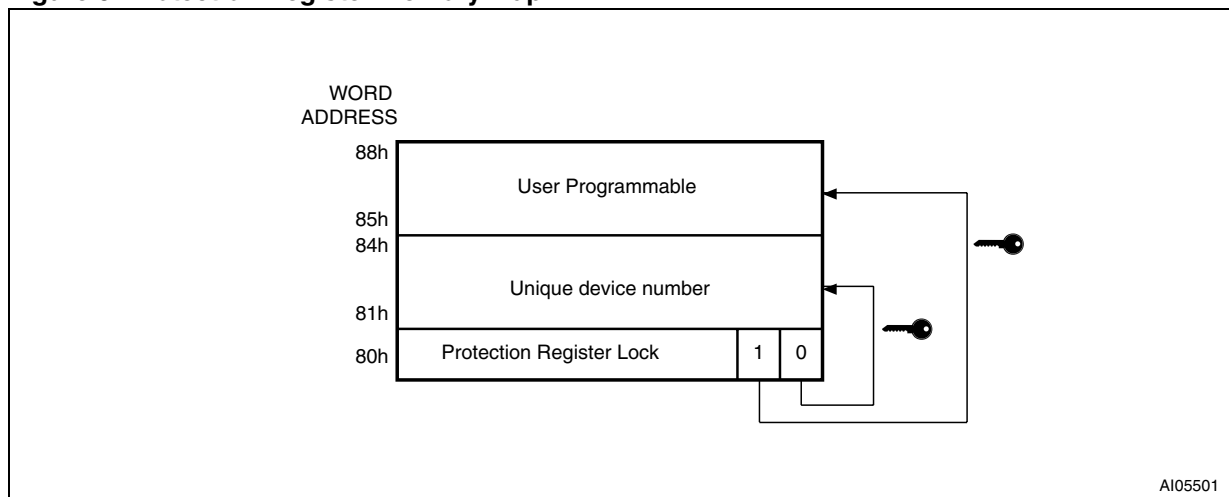 WORD
ADDRESS
88h
User Programmable
85h
84h
Unique device number
81h
80h
Protection Register Lock
1
0
AI05501